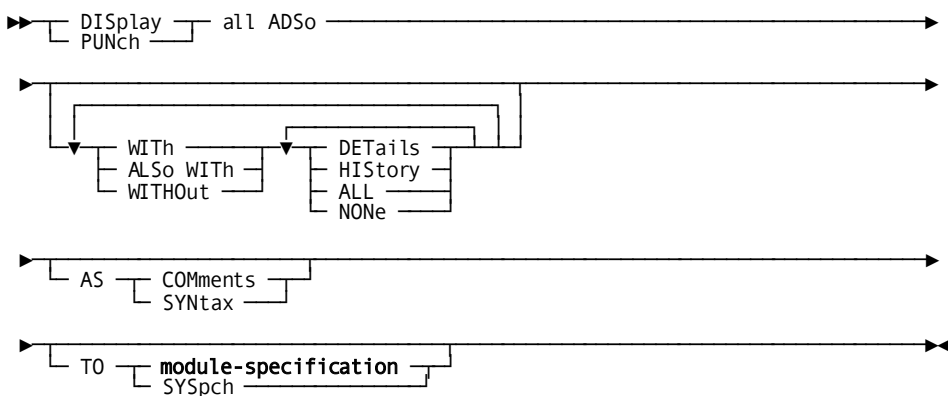 DISplay all ADSo
PUNch
WITh DETails
ALSo WITh HIStory
WITHOut ALL
NONe
AS COMments
SYNtax
TO module-specification
SYSpch